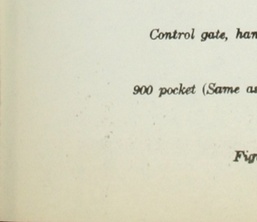 Control gate, han
900 pocket (Same as
Fig